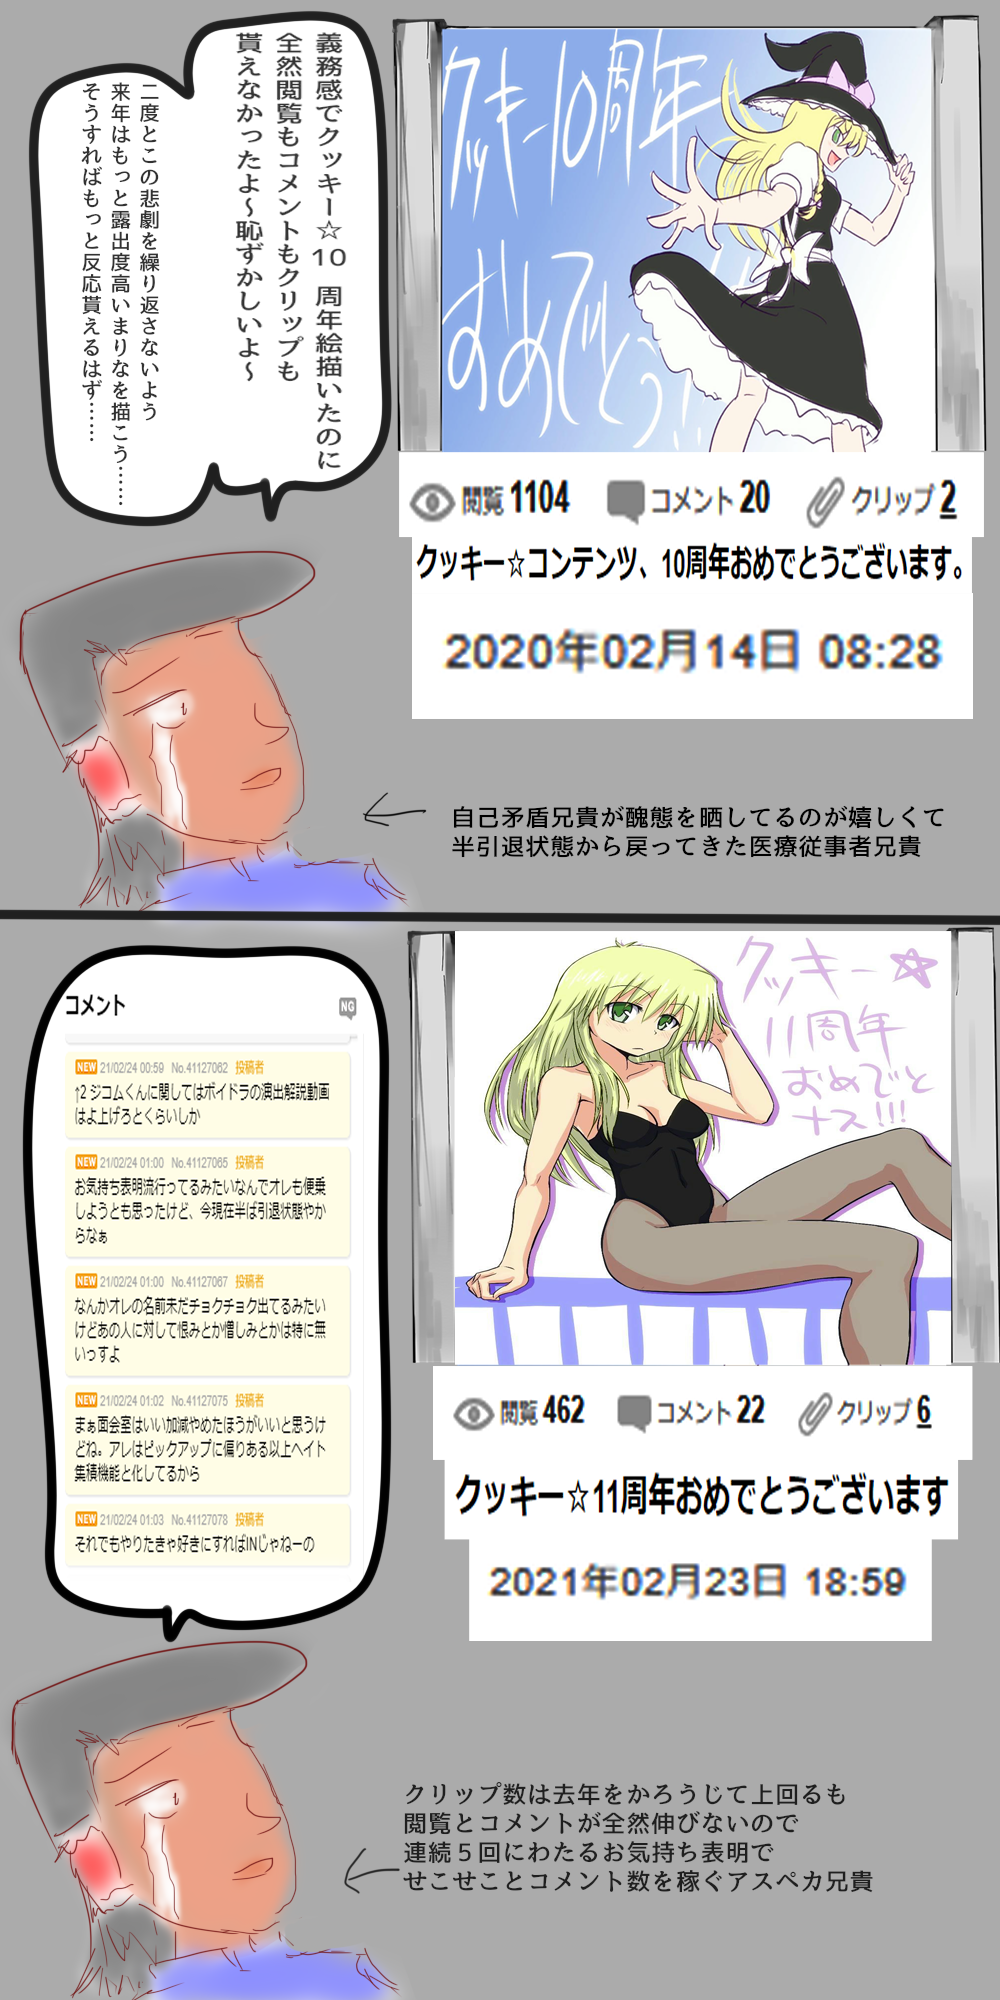 義務感でクッキー☆10 周年絵描いたのに
全然閲覧もコメントもクリップも
貰えなかったよ～恥ずかしいよ～
二度とこの悲劇を繰り返さないよう
来年はもっと露出度高いまりなを描こう……
そうすればもっと反応貰えるはず……
クッキー10周年
おめでとう!!
閲覧 1104 コメント 20 クリップ 2
クッキー☆コンテンツ、10周年おめでとうございます。
2020年02月14日 08:28
自己矛盾兄貴が醜態を晒してるのが嬉しくて
半引退状態から戻ってきた医療従事者兄貴
コメント
NG
NEW 21/02/24 00:59 No.41127062 投稿者
↑2 ジコムくんに関してはボイドラの演出解説動画
はよ上げろとくらいしか
NEW 21/02/24 01:00 No.41127065 投稿者
お気持ち表明流行ってるみたいなんでオレも便乗
しようとも思ったけど、今現在半ば引退状態やか
らなぁ
NEW 21/02/24 01:00 No.41127067 投稿者
なんかオレの名前未だチョクチョク出てるみたい
けどあの人に対して恨みとか憎しみとかは特に無
いっすよ
NEW 21/02/24 01:02 No.41127075 投稿者
まぁ面会室はいい加減やめたほうがいいと思うけ
どね。アレはピックアップに偏りある以上ヘイト
集積機能と化してるから
NEW 21/02/24 01:03 No.41127078 投稿者
それでもやりたきゃ好きにすればINじゃねーの
クッキー☆
11周年
おめでと
ナス!!!
閲覧 462 コメント 22 クリップ 6
クッキー☆11周年おめでとうございます
2021年02月23日 18:59
クリップ数は去年をかろうじて上回るも
閲覧とコメントが全然伸びないので
連続５回にわたるお気持ち表明で
せこせことコメント数を稼ぐアスペカ兄貴